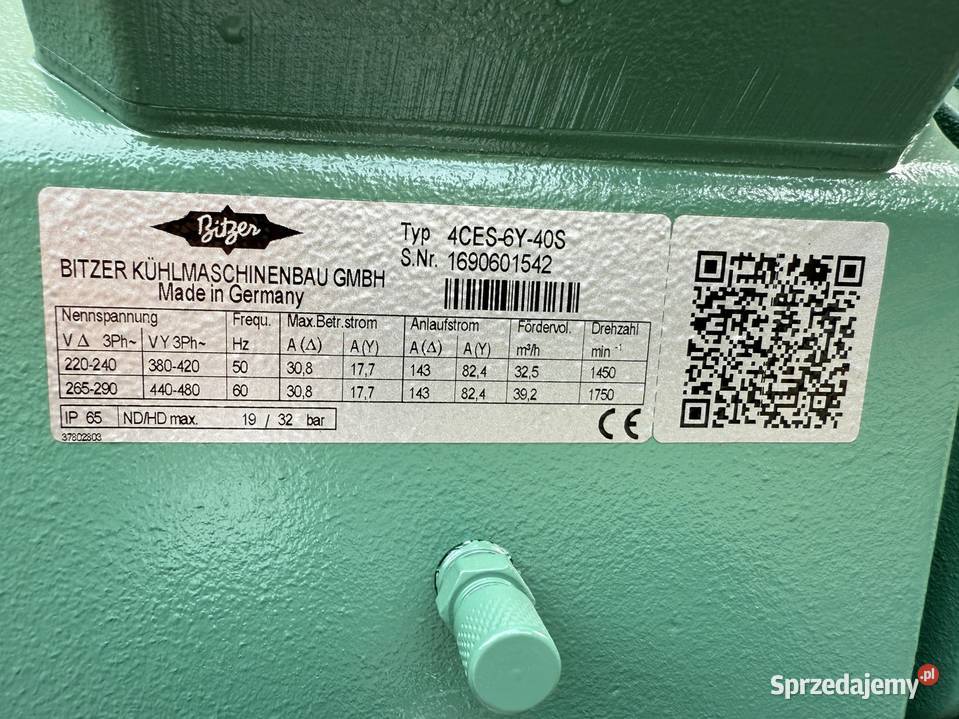 Bitzer
BITZER KÜHLMASCHINENBAU GMBH
Made in Germany
Typ 4CES-6Y-40S
S.Nr. 1690601542
Nennspannung Frequ. Max.Betr.strom Anlaufstrom Fördervol. Drehzahl
V Δ 3Ph~ V Y 3Ph~ Hz A (Δ) A (Y) A (Δ) A (Y) m³/h min⁻¹
220-240 380-420 50 30,8 17,7 143 82,4 32,5 1450
265-290 440-480 60 30,8 17,7 143 82,4 39,2 1750
IP 65 ND/HD max. 19 / 32 bar
CE
37802803
Sprzedajemy.pl